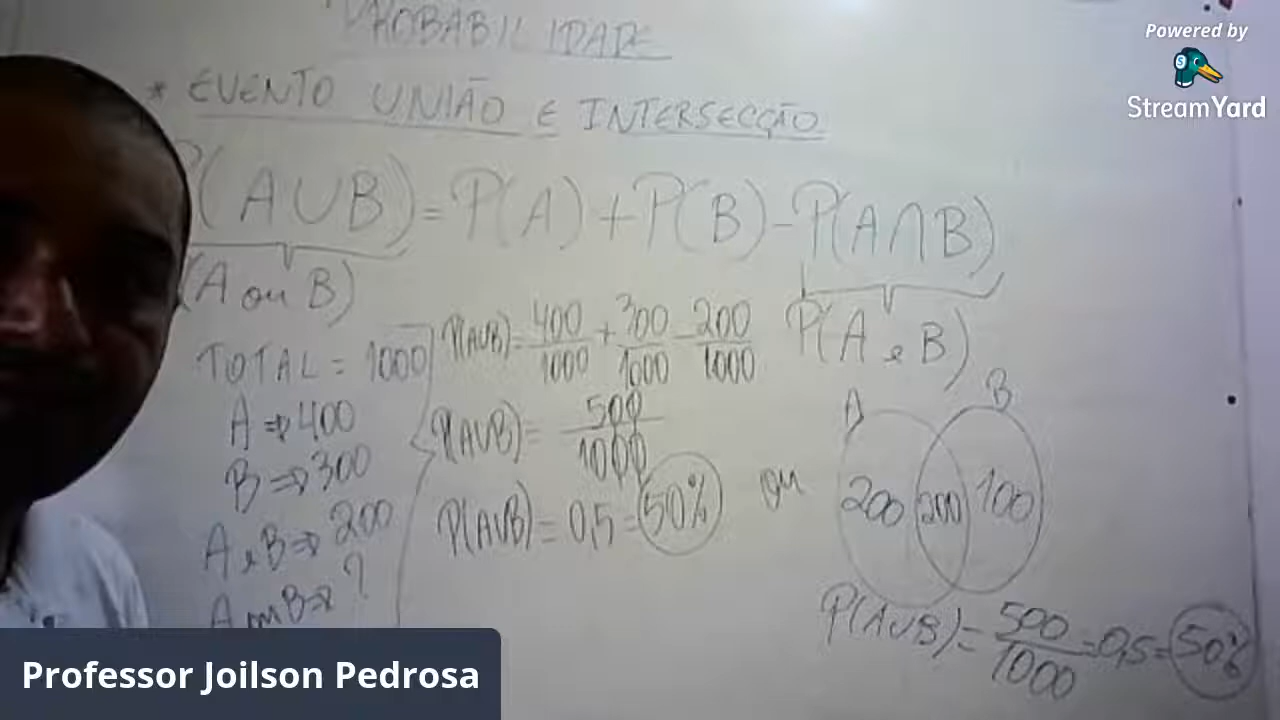 Powered by
StreamYard
PROBABILIDADE
* EVENTO UNIÃO E INTERSECÇÃO
P(A∪B) = P(A) + P(B) - P(A∩B)
(A ou B)
P(A e B)
TOTAL = 1000
A => 400
B => 300
A e B => 200
A ou B => ?
P(A∪B) = 400/1000 + 300/1000 - 200/1000
P(A∪B) = 500/1000
P(A∪B) = 0,5 = 50%
ou
A B
200 200 100
P(A∪B) = 500/1000 = 0,5 = 50%
Professor Joilson Pedrosa